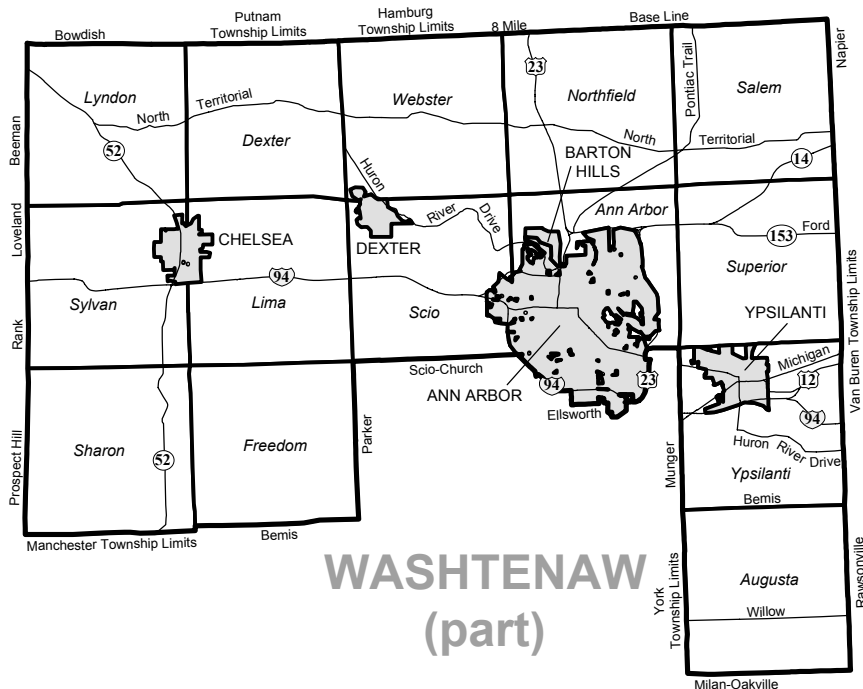 Bowdish
Putnam
Township Limits
Hamburg
Township Limits
8 Mile
Base Line
Napier
23
Pontiac Trail
Lyndon
Webster
Northfield
Salem
North
Territorial
North
Territorial
Beeman
52
Dexter
Huron
BARTON
HILLS
14
Loveland
CHELSEA
River
Drive
Ann Arbor
153
Ford
DEXTER
94
Superior
Sylvan
Lima
Scio
YPSILANTI
Rank
Van Buren Township Limits
Michigan
Scio-Church
94
23
12
ANN ARBOR
Ellsworth
94
Prospect Hill
Sharon
52
Freedom
Parker
Munger
Huron
River
Drive
Ypsilanti
Bemis
Manchester Township Limits
Bemis
WASHTENAW
(part)
York
Township Limits
Augusta
Willow
Rawsonville
Milan-Oakville